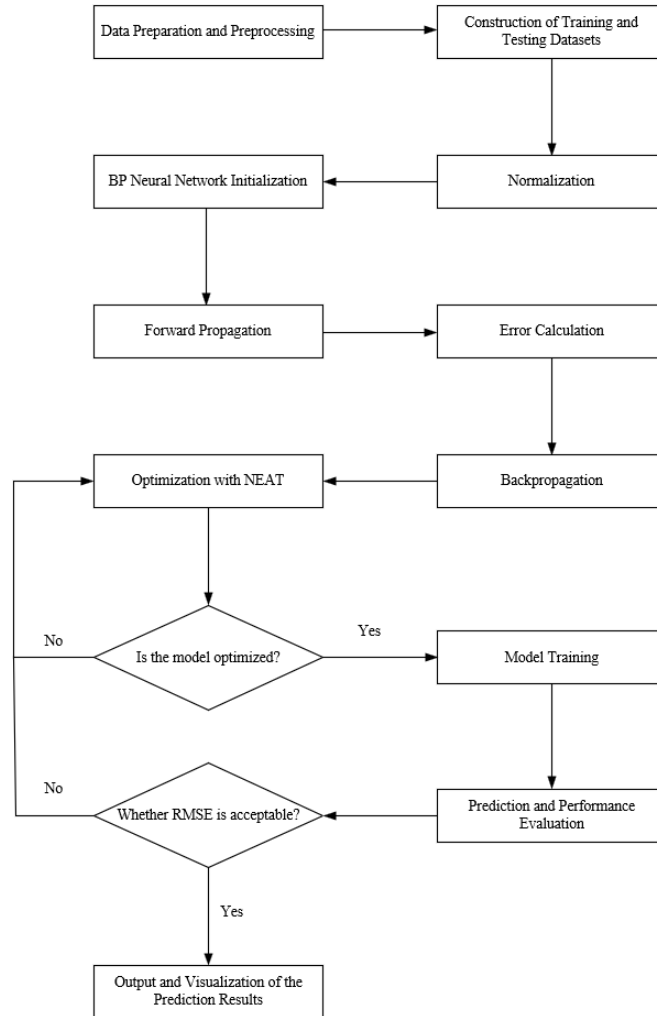 Data Preparation and Preprocessing
Construction of Training and
Testing Datasets
BP Neural Network Initialization
Normalization
Forward Propagation
Error Calculation
Optimization with NEAT
Backpropagation
No
Is the model optimized?
Yes
Model Training
No
Whether RMSE is acceptable?
Prediction and Performance
Evaluation
Yes
Output and Visualization of the
Prediction Results